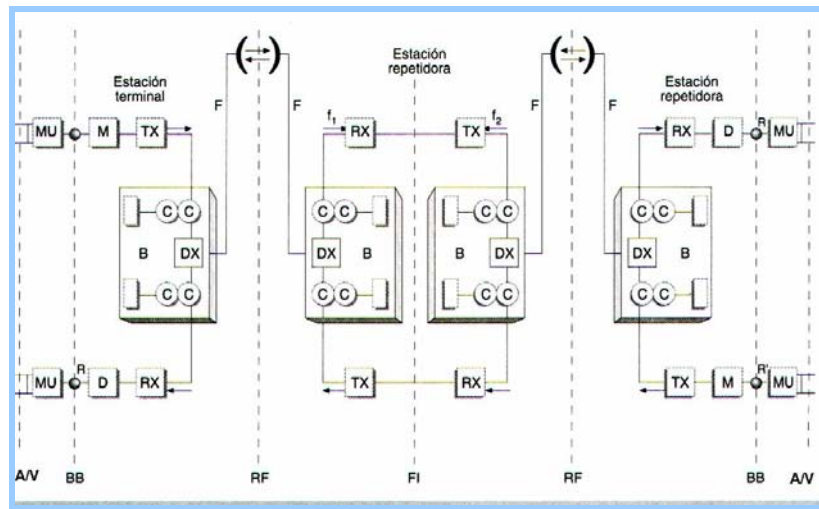 Estación
terminal
Estación
repetidora
Estación
repetidora
F
F
F
F
f₁
f₂
MU
M
TX
RX
TX
RX
D
R
MU
C C
C C
C C
C C
B
DX
DX
B
B
DX
DX
B
C C
C C
C C
C C
MU
R
D
RX
TX
RX
TX
M
R'
MU
A/V
BB
RF
FI
RF
BB
A/V